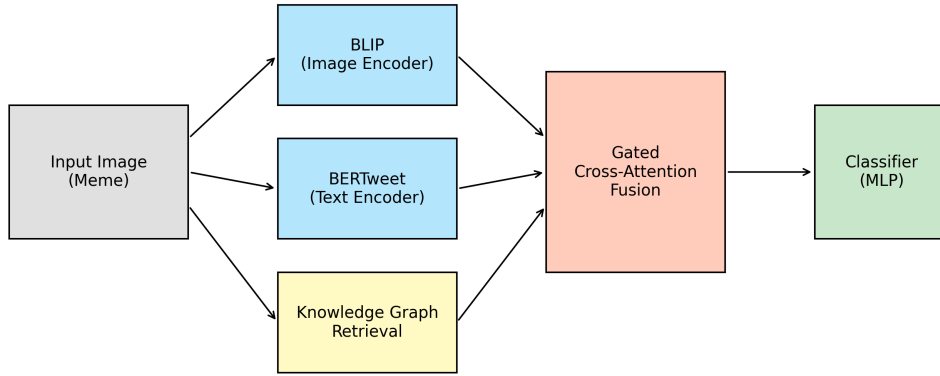 Input Image
(Meme)
BLIP
(Image Encoder)
BERTweet
(Text Encoder)
Knowledge Graph
Retrieval
Gated
Cross-Attention
Fusion
Classifier
(MLP)